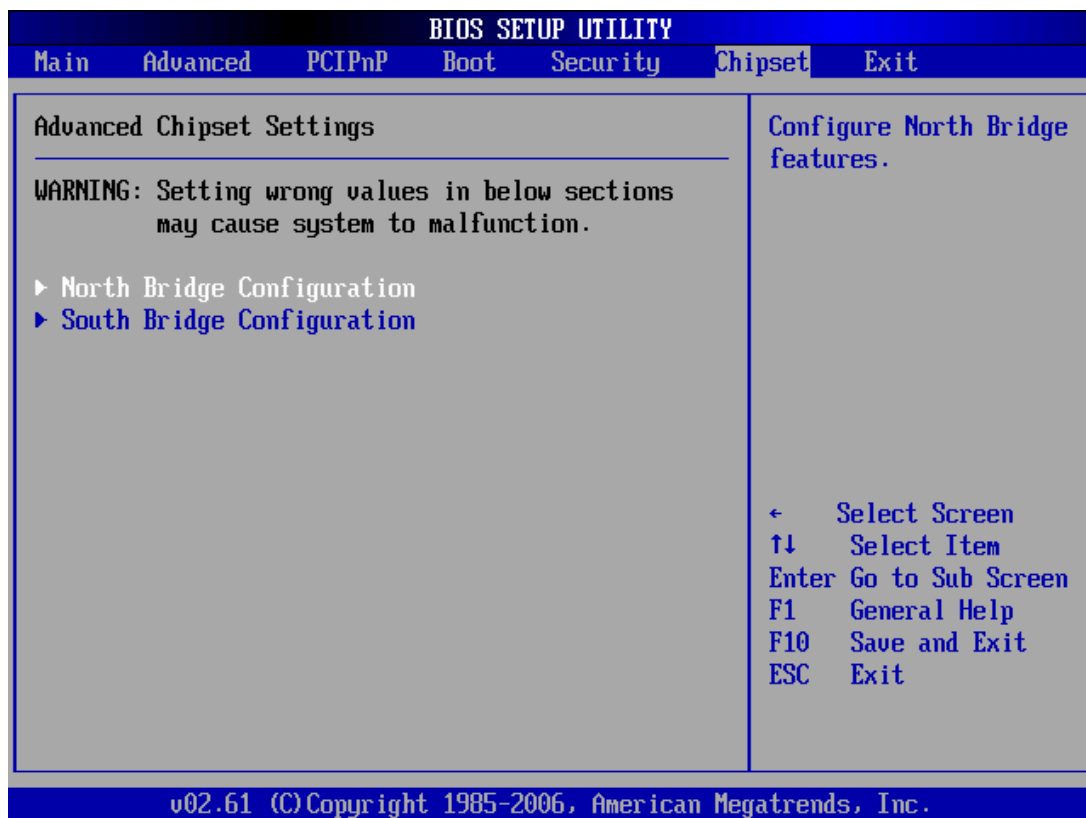 BIOS SETUP UTILITY
Main Advanced PCIPnP Boot Security Chipset Exit
Advanced Chipset Settings
WARNING: Setting wrong values in below sections
may cause system to malfunction.
▶ North Bridge Configuration
▶ South Bridge Configuration
Configure North Bridge
features.
← Select Screen
↑↓ Select Item
Enter Go to Sub Screen
F1 General Help
F10 Save and Exit
ESC Exit
v02.61 (C)Copyright 1985-2006, American Megatrends, Inc.